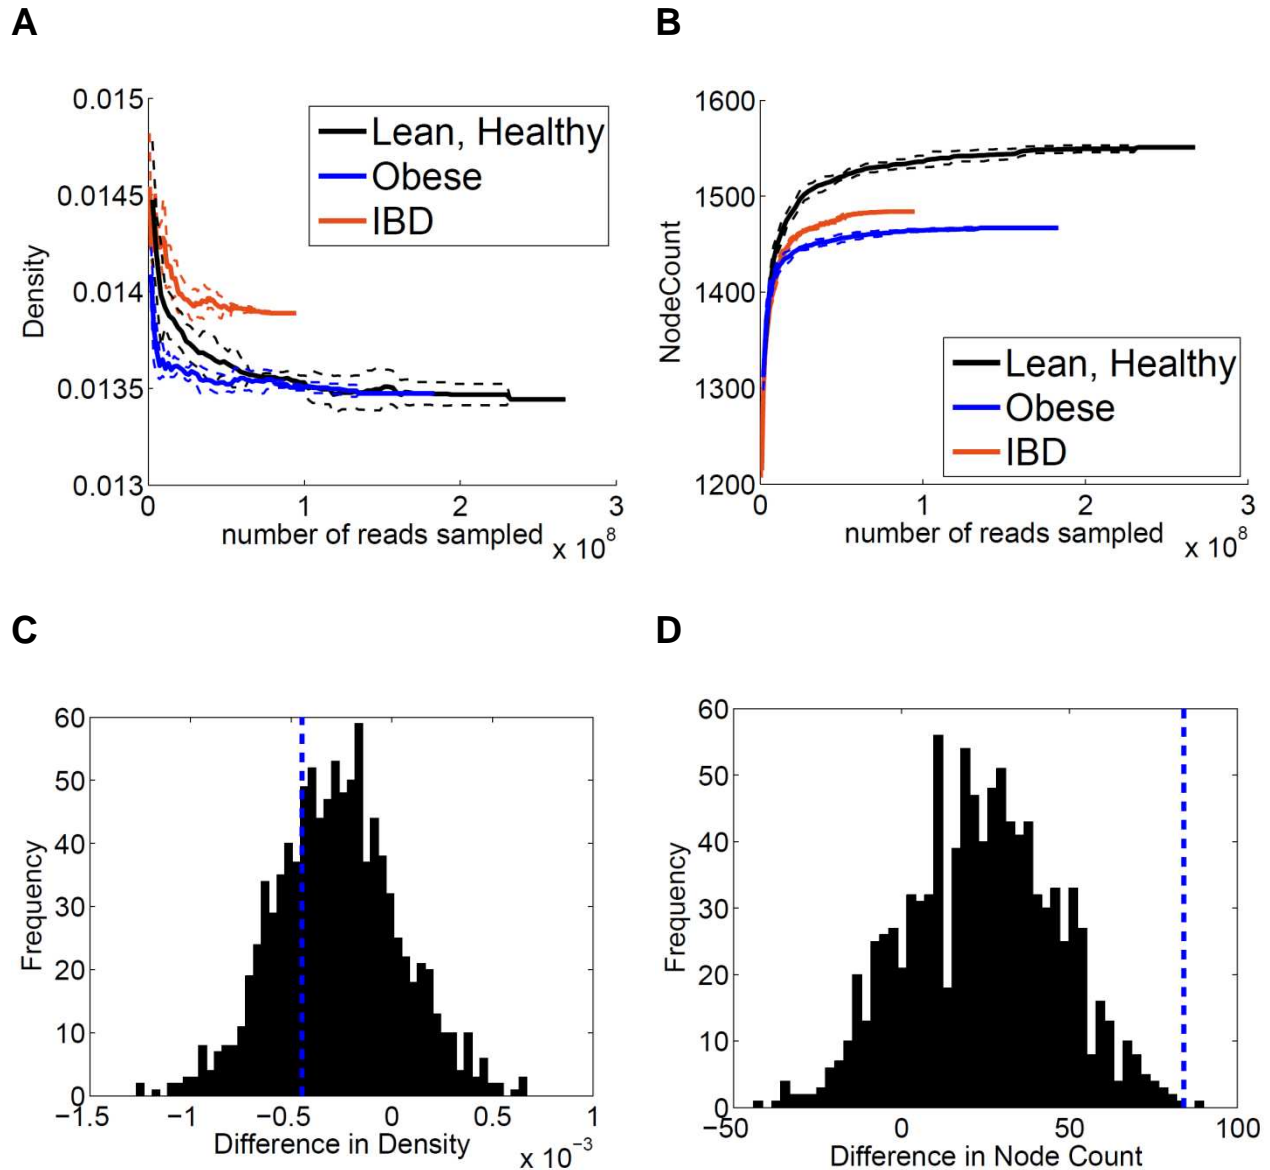 A
B
0.015
0.0145
0.014
0.0135
0.013
Density
Lean, Healthy
Obese
IBD
0
1
2
3
number of reads sampled
x 10⁸
1600
1500
1400
1300
1200
NodeCount
Lean, Healthy
Obese
IBD
0
1
2
3
number of reads sampled
x 10⁸
C
D
60
50
40
30
20
10
0
Frequency
−1.5
−1
−0.5
0
0.5
1
Difference in Density
x 10⁻³
60
50
40
30
20
10
0
Frequency
−50
0
50
100
Difference in Node Count